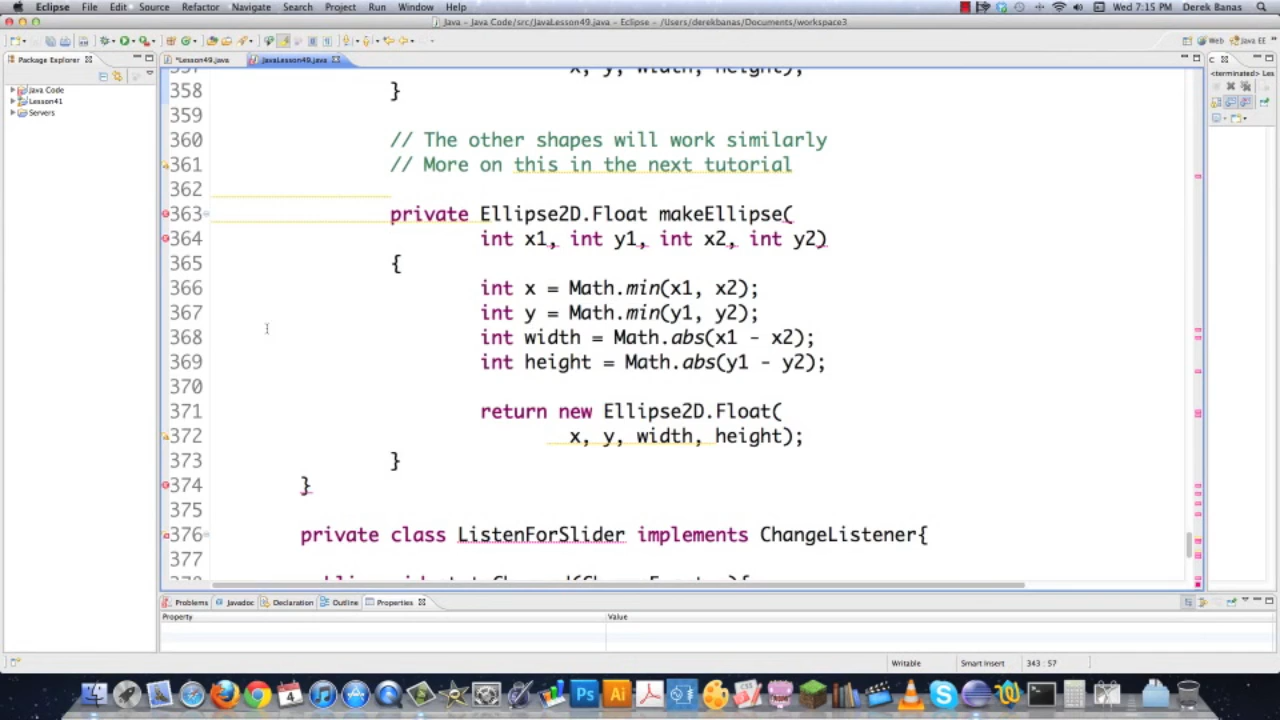 Eclipse File Edit Source Refactor Navigate Search Project Run Window Help Wed 7:15 PM Derek Banas
Java - Java Code/src/JavaLesson49.java - Eclipse - /Users/derekbanas/Documents/workspace3
Web Java EE
Package Explorer *Lesson49.java JavaLesson49.java
<terminated> Les
Java Code
Lesson41
Servers
357 x, y, width, height);
358 }
359
360 // The other shapes will work similarly
361 // More on this in the next tutorial
362
363 private Ellipse2D.Float makeEllipse(
364 int x1, int y1, int x2, int y2)
365 {
366 int x = Math.min(x1, x2);
367 int y = Math.min(y1, y2);
368 int width = Math.abs(x1 - x2);
369 int height = Math.abs(y1 - y2);
370
371 return new Ellipse2D.Float(
372 x, y, width, height);
373 }
374 }
375
376 private class ListenForSlider implements ChangeListener{
377
Problems Javadoc Declaration Outline Properties
Property Value
Writable Smart Insert 343 : 57